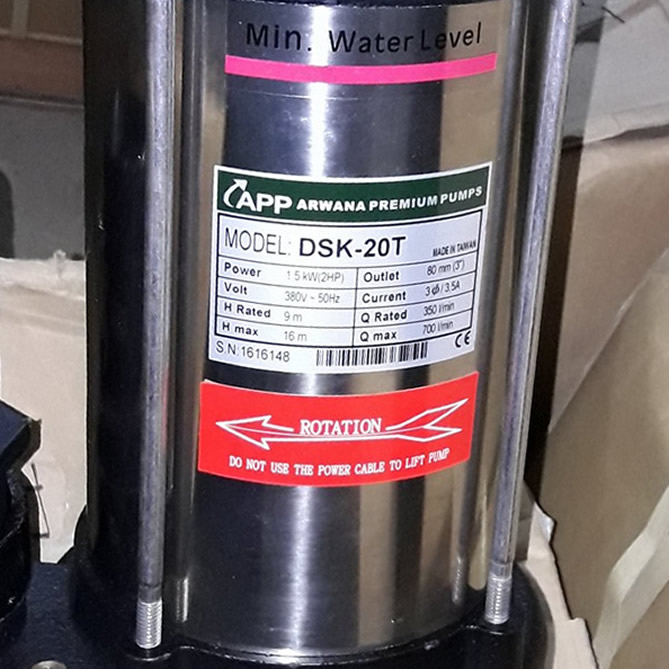 Min. Water Level
APP ARWANA PREMIUM PUMPS
MODEL: DSK-20T MADE IN TAIWAN
Power 1.5 kW(2HP) Outlet 80 mm (3")
Volt 380V ~ 50Hz Current 3 ф / 3.5A
H Rated 9 m Q Rated 350 l/min
H max 16 m Q max 700 l/min
S.N:1616148 CE
ROTATION
DO NOT USE THE POWER CABLE TO LIFT PUMP